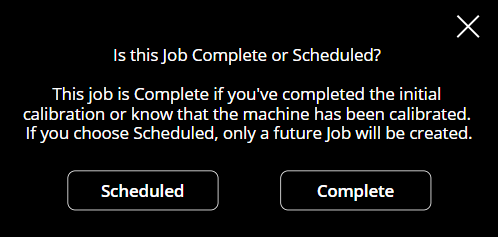 Is this Job Complete or Scheduled?
This job is Complete if you've completed the initial
calibration or know that the machine has been calibrated.
If you choose Scheduled, only a future Job will be created.
Scheduled
Complete